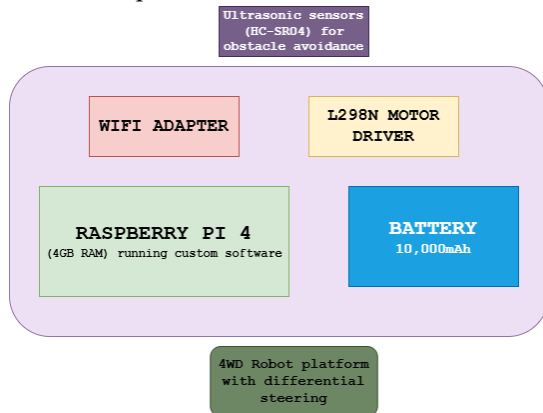 Ultrasonic sensors
(HC-SR04) for
obstacle avoidance
WIFI ADAPTER
L298N MOTOR
DRIVER
RASPBERRY PI 4
(4GB RAM) running custom software
BATTERY
10,000mAh
4WD Robot platform
with differential
steering